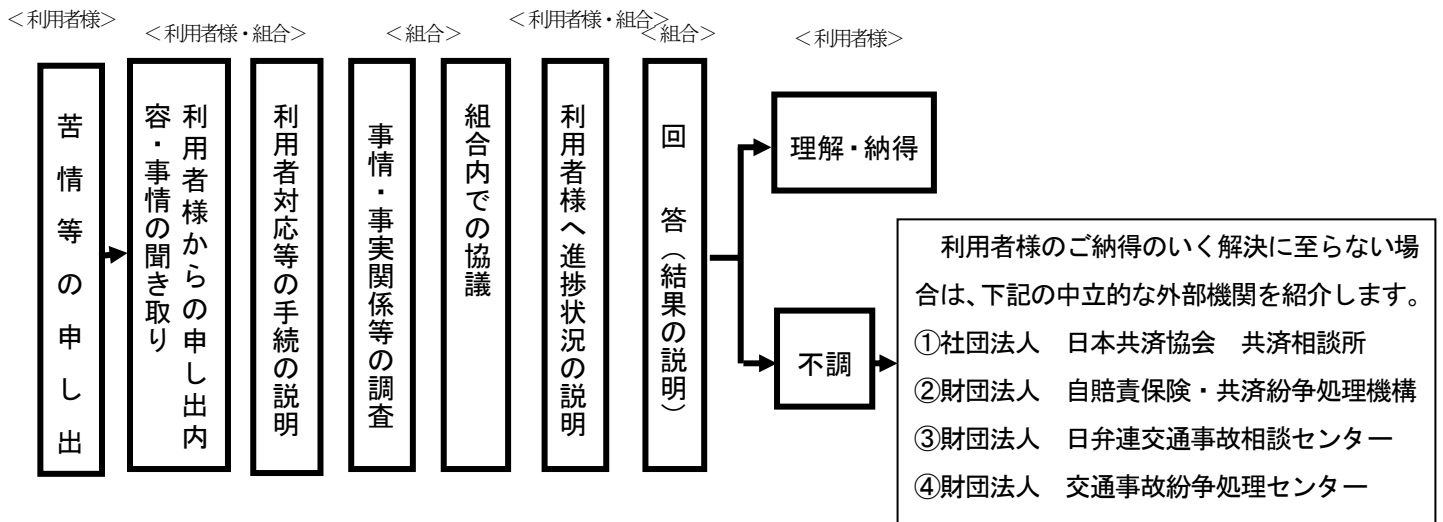 ＜利用者様＞
＜利用者様・組合＞
＜組合＞
＜利用者様・組合＞
＜組合＞
＜利用者様＞
苦情等の申し出
利用者様からの申し出内
容・事情の聞き取り
利用者対応等の手続の説明
事情・事実関係等の調査
組合内での協議
利用者様へ進捗状況の説明
回　答（結果の説明）
理解・納得
不調
利用者様のご納得のいく解決に至らない場
合は、下記の中立的な外部機関を紹介します。
①社団法人　日本共済協会　共済相談所
②財団法人　自賠責保険・共済紛争処理機構
③財団法人　日弁連交通事故相談センター
④財団法人　交通事故紛争処理センター